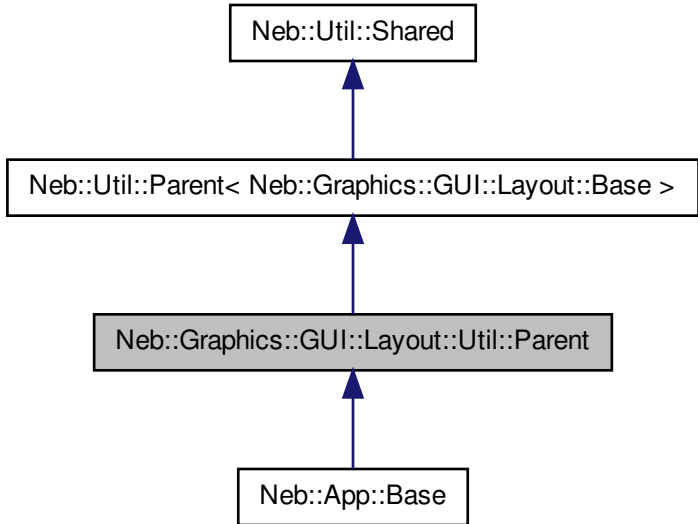 Neb::Util::Shared
Neb::Util::Parent< Neb::Graphics::GUI::Layout::Base >
Neb::Graphics::GUI::Layout::Util::Parent
Neb::App::Base